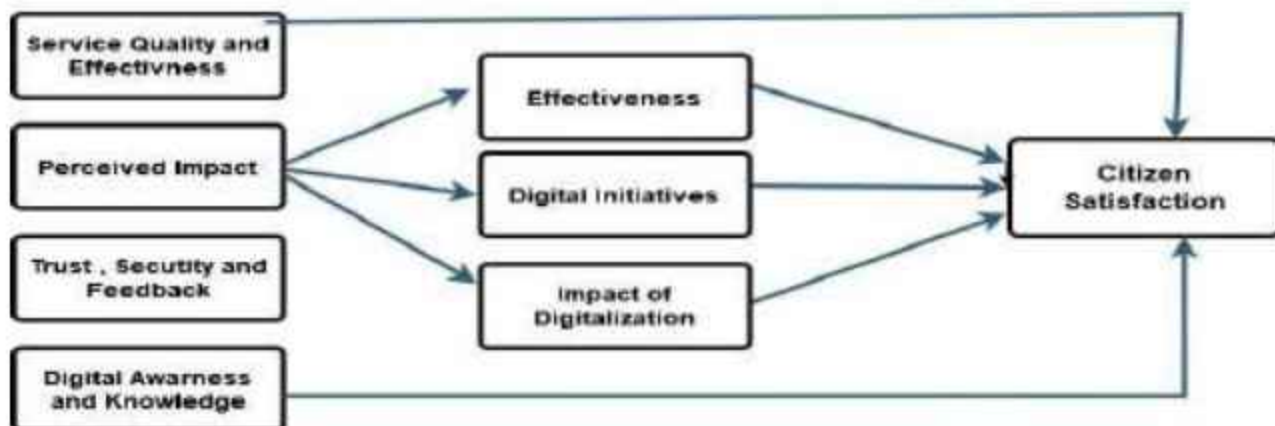 Service Quality and
Effectivness
Perceived Impact
Trust , Secutity and
Feedback
Digital Awarness
and Knowledge
Effectiveness
Digital Initiatives
Impact of
Digitalization
Citizen
Satisfaction